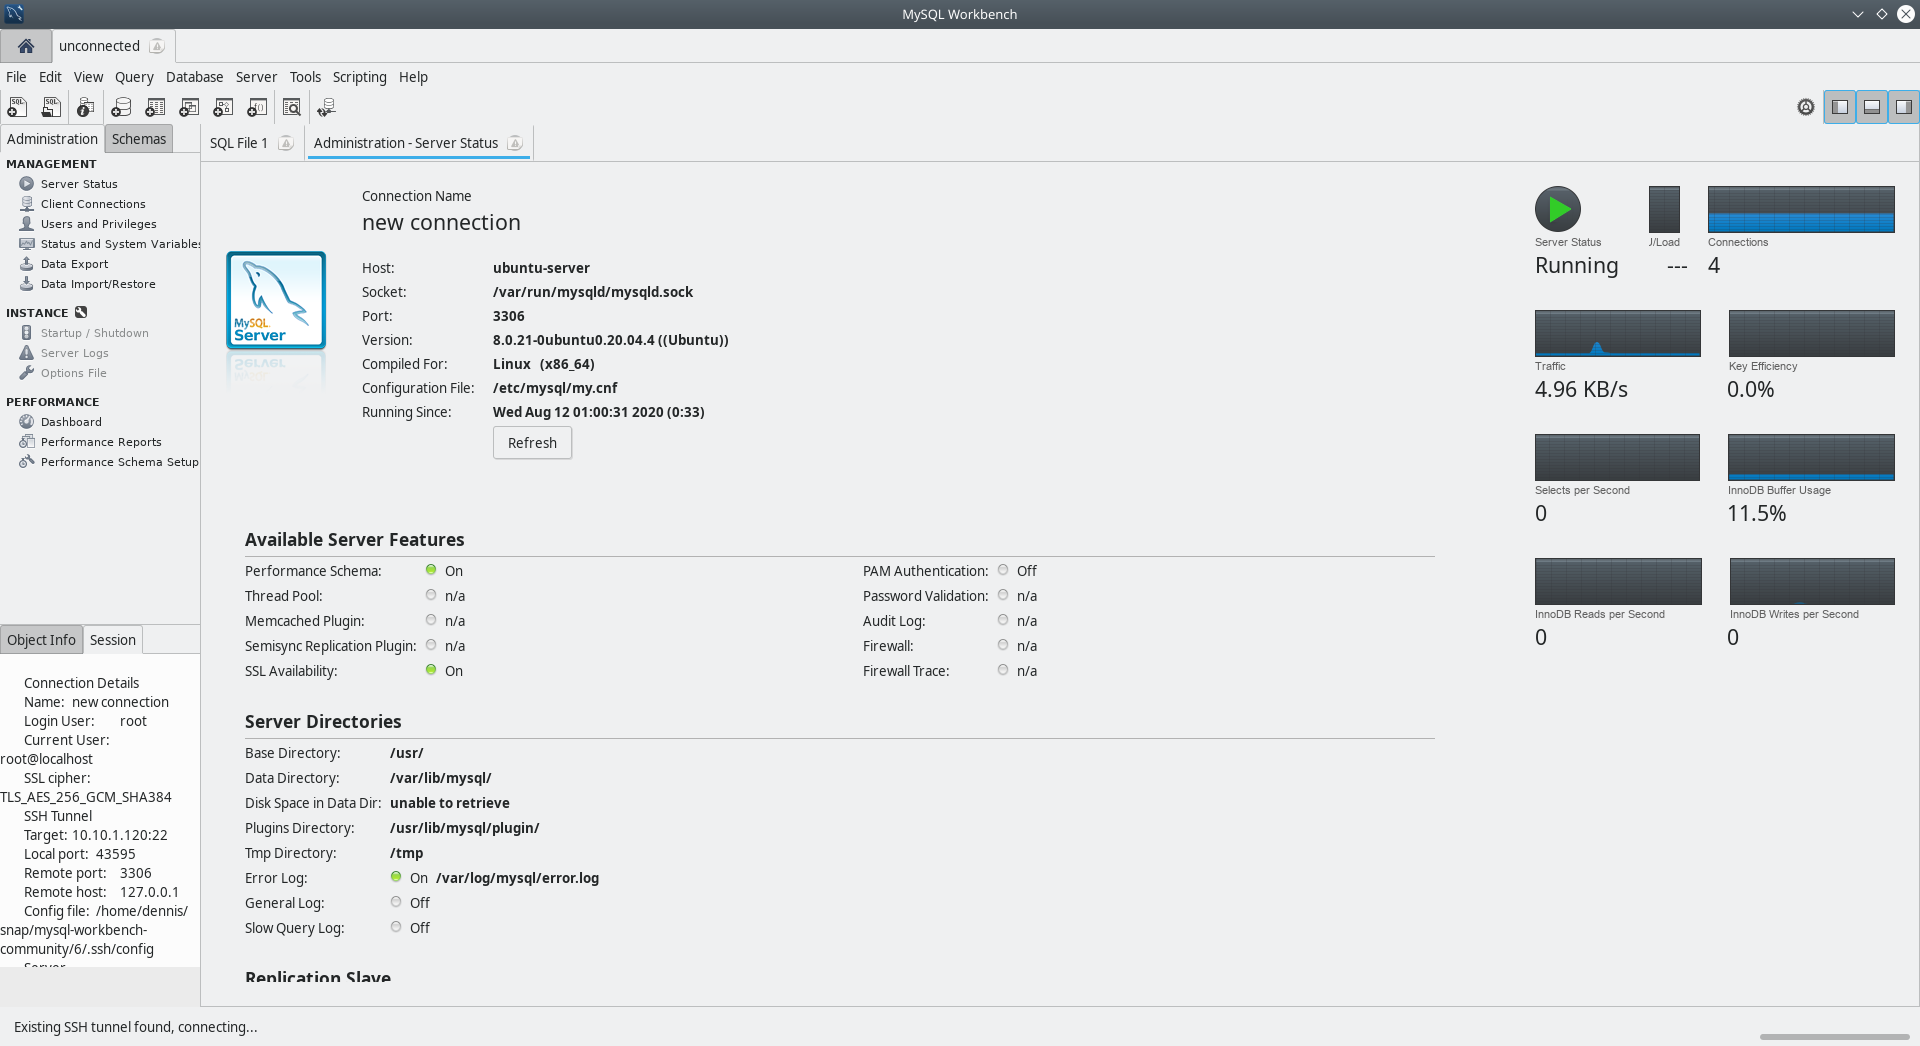 MySQL Workbench
unconnected
File Edit View Query Database Server Tools Scripting Help
Administration Schemas
MANAGEMENT
Server Status
Client Connections
Users and Privileges
Status and System Variables
Data Export
Data Import/Restore
INSTANCE
Startup / Shutdown
Server Logs
Options File
PERFORMANCE
Dashboard
Performance Reports
Performance Schema Setup
Object Info Session
Connection Details
Name: new connection
Login User: root
Current User:
root@localhost
SSL cipher:
TLS_AES_256_GCM_SHA384
SSH Tunnel
Target: 10.10.1.120:22
Local port: 43595
Remote port: 3306
Remote host: 127.0.0.1
Config file: /home/dennis/
snap/mysql-workbench-
community/6/.ssh/config
Server
SQL File 1 Administration - Server Status
Connection Name
new connection
MySQL
Server
Host: ubuntu-server
Socket: /var/run/mysqld/mysqld.sock
Port: 3306
Version: 8.0.21-0ubuntu0.20.04.4 ((Ubuntu))
Compiled For: Linux (x86_64)
Configuration File: /etc/mysql/my.cnf
Running Since: Wed Aug 12 01:00:31 2020 (0:33)
Refresh
Available Server Features
Performance Schema: On
Thread Pool: n/a
Memcached Plugin: n/a
Semisync Replication Plugin: n/a
SSL Availability: On
PAM Authentication: Off
Password Validation: n/a
Audit Log: n/a
Firewall: n/a
Firewall Trace: n/a
Server Directories
Base Directory: /usr/
Data Directory: /var/lib/mysql/
Disk Space in Data Dir: unable to retrieve
Plugins Directory: /usr/lib/mysql/plugin/
Tmp Directory: /tmp
Error Log: On /var/log/mysql/error.log
General Log: Off
Slow Query Log: Off
Replication Slave
Server Status
Running
/Load
---
Connections
4
Traffic
4.96 KB/s
Key Efficiency
0.0%
Selects per Second
0
InnoDB Buffer Usage
11.5%
InnoDB Reads per Second
0
InnoDB Writes per Second
0
Existing SSH tunnel found, connecting...